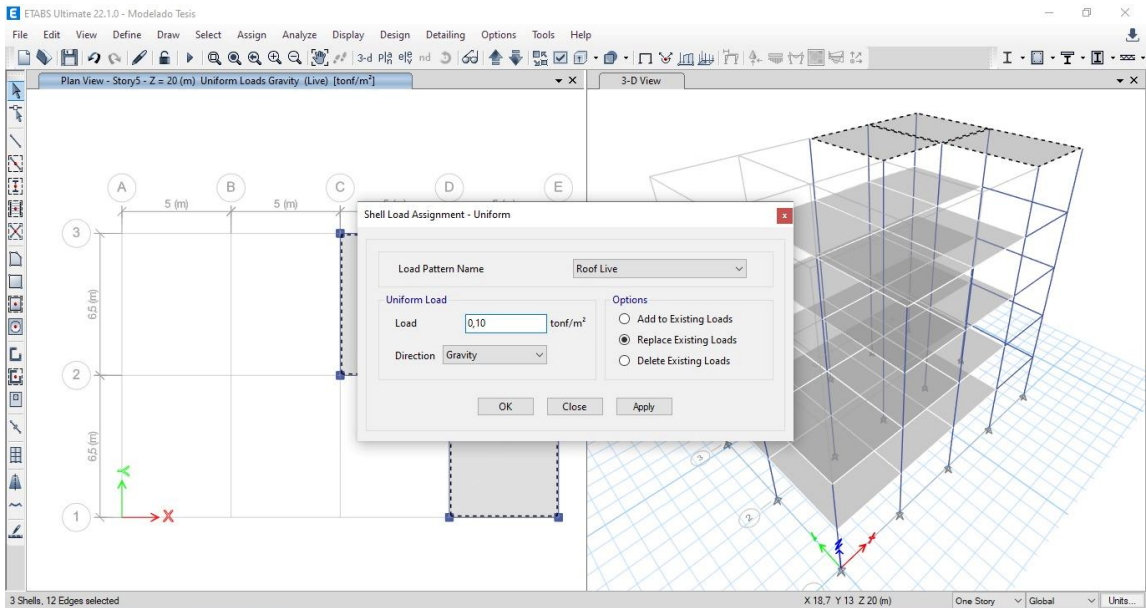 ETABS Ultimate 22.1.0 - Modelado Tesis
File Edit View Define Draw Select Assign Analyze Display Design Detailing Options Tools Help
3-d nd
Plan View - Story5 - Z = 20 (m) Uniform Loads Gravity (Live) [tonf/m²]
3-D View
A B C D E
5 (m) 5 (m)
3
6,5 (m)
2
6,5 (m)
1
Y
X
Shell Load Assignment - Uniform
Load Pattern Name Roof Live
Uniform Load
Load 0,10 tonf/m²
Direction Gravity
Options
Add to Existing Loads
Replace Existing Loads
Delete Existing Loads
OK Close Apply
3
2
3 Shells, 12 Edges selected
X 18,7 Y 13 Z 20 (m)
One Story Global Units...